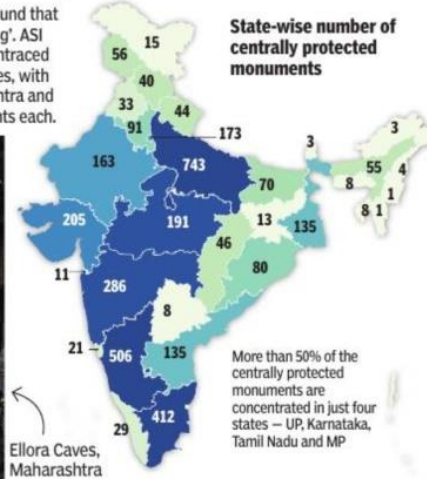 und that
g'. ASI
ntraced
es, with
ntra and
nts each.
State-wise number of
centrally protected
monuments
15
56
40
33
44
91
173
163
743
3
3
70
55
4
8
1
205
191
13
135
8
1
46
11
286
80
8
21
506
135
More than 50% of the
centrally protected
monuments are
concentrated in just four
states — UP, Karnataka,
Tamil Nadu and MP
412
29
Ellora Caves,
Maharashtra